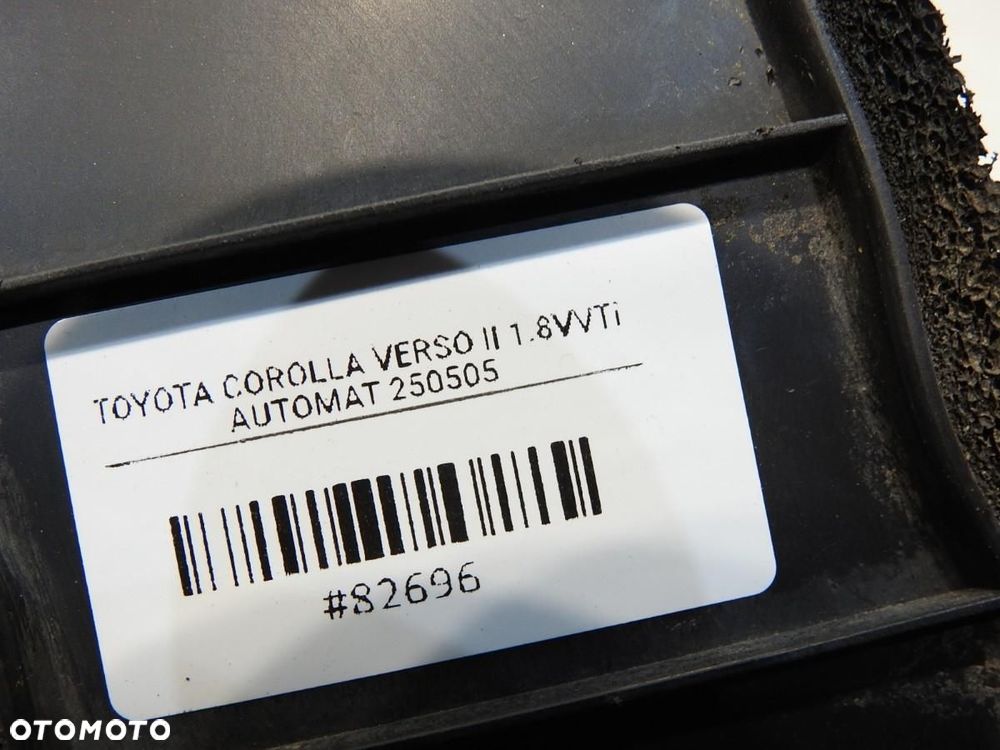 TOYOTA COROLLA VERSO II 1.8VVTi
AUTOMAT 250505
#82696
OTOMOTO